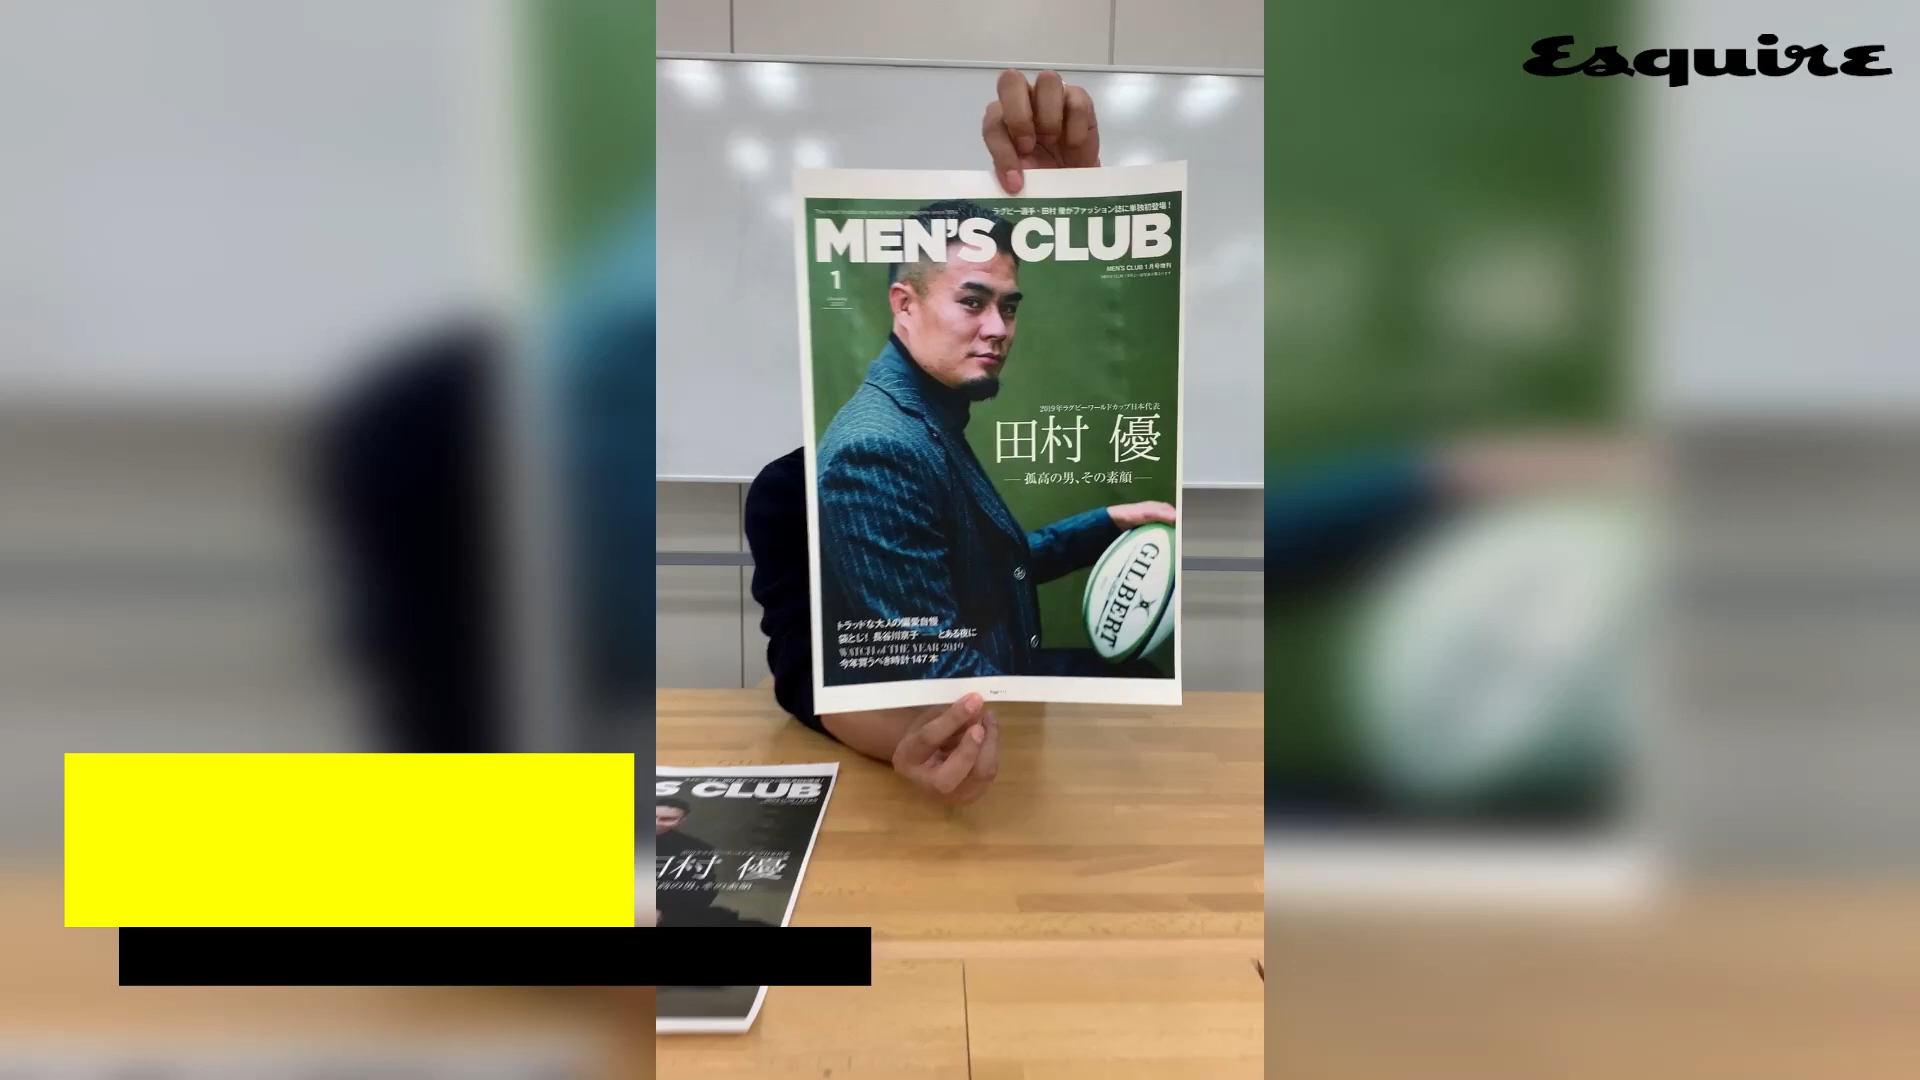 Esquire
ラグビー選手・田村 優がファッション誌に単独初登場！
MEN'S CLUB
MEN'S CLUB 1月号増刊
1
2019年ラグビーワールドカップ日本代表
田村 優
孤高の男、その素顔
GILBERT
トラッドな大人の偏愛自慢
袋とじ！ 長谷川京子──とある夜に
WATCH of THE YEAR 2019
今年買うべき時計147本
S CLUB
田村 優